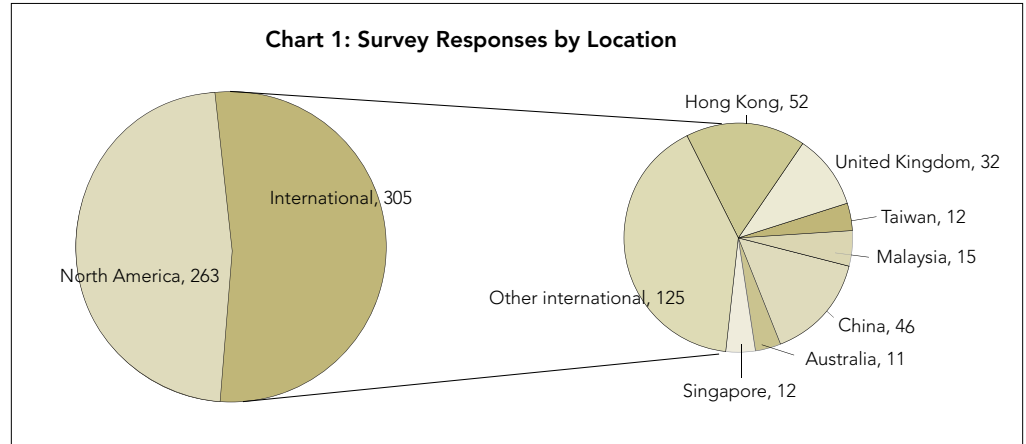 Chart 1: Survey Responses by Location
Hong Kong, 52
United Kingdom, 32
International, 305
Taiwan, 12
Malaysia, 15
North America, 263
Other international, 125
China, 46
Australia, 11
Singapore, 12